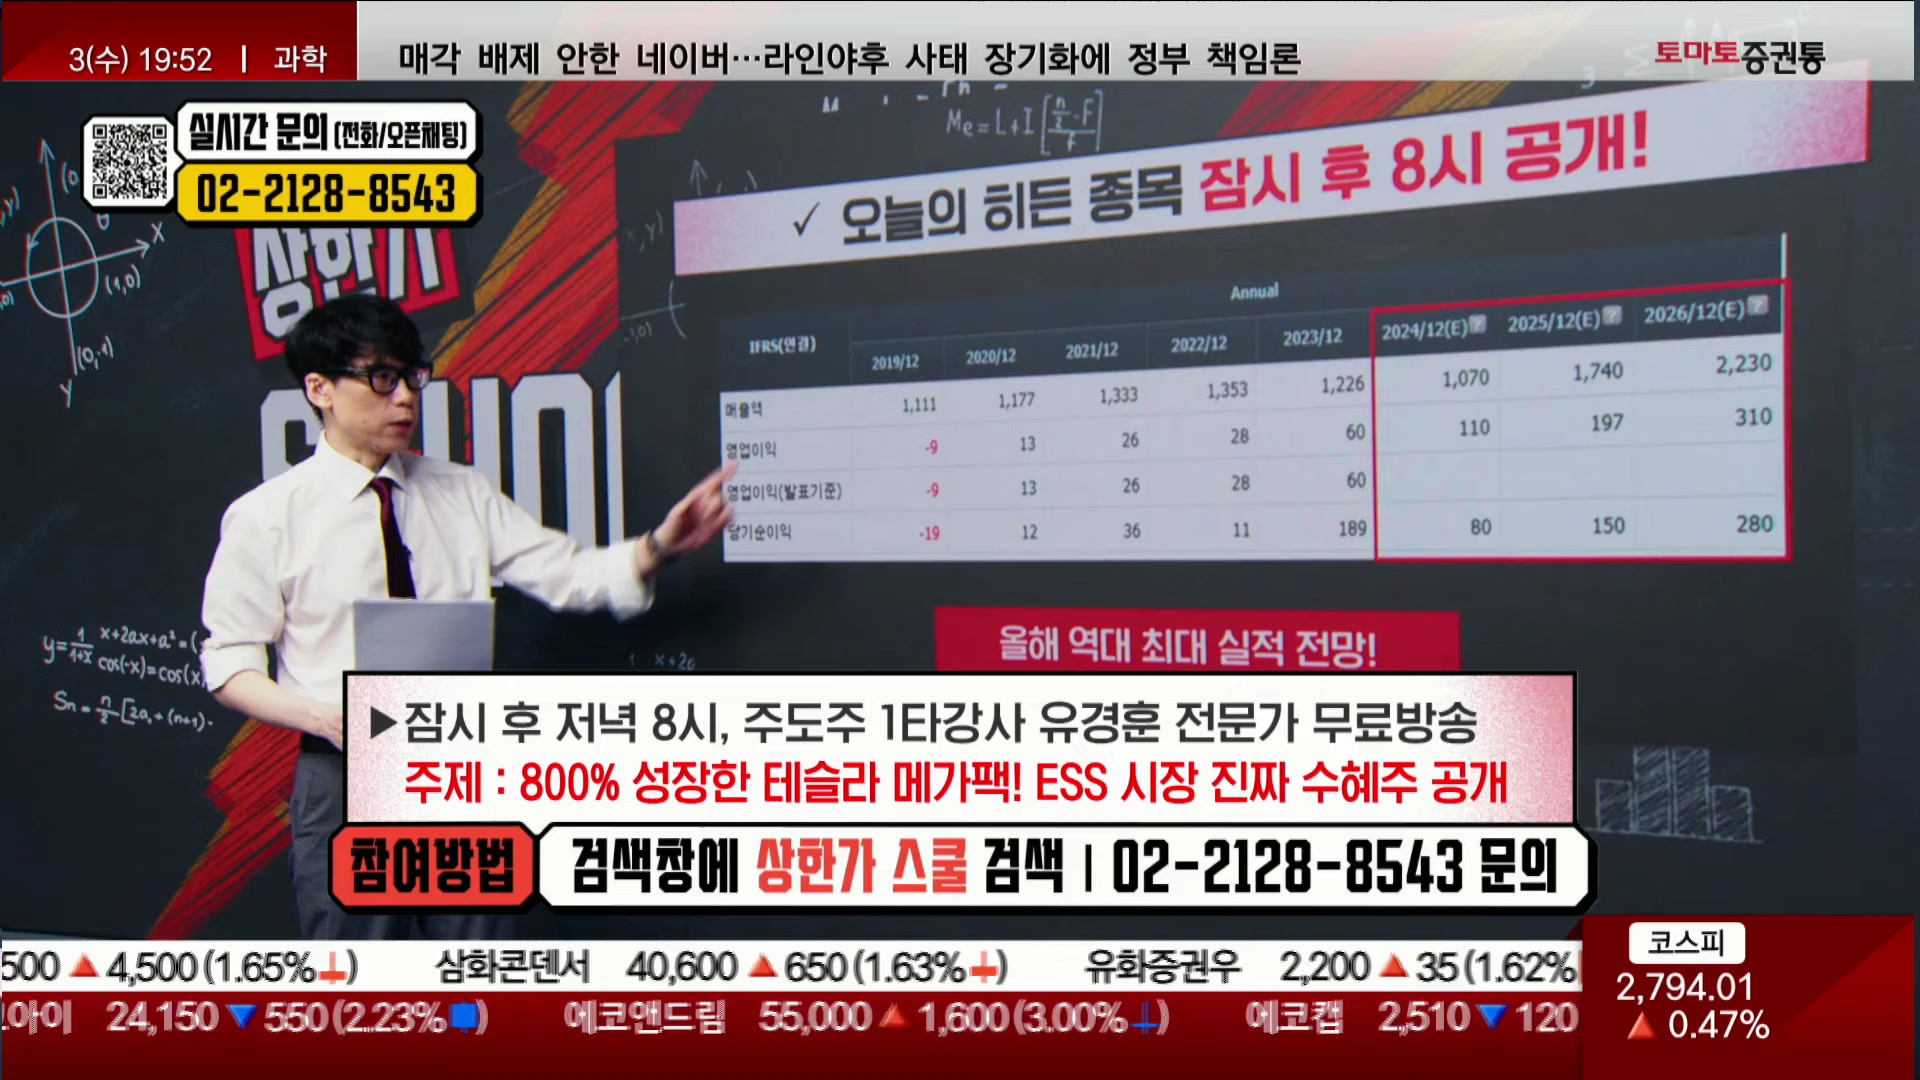 3(수) 19:52 | 과학
매각 배제 안한 네이버…라인야후 사태 장기화에 정부 책임론
토마토증권통
실시간 문의 (전화/오픈채팅)
02-2128-8543
상한가
✓ 오늘의 히든 종목 잠시 후 8시 공개!
Annual
IFRS(연결) 2019/12 2020/12 2021/12 2022/12 2023/12 2024/12(E) 2025/12(E) 2026/12(E)
매출액 1,111 1,177 1,333 1,353 1,226 1,070 1,740 2,230
영업이익 -9 13 26 28 60 110 197 310
영업이익(발표기준) -9 13 26 28 60
당기순이익 -19 12 36 11 189 80 150 280
올해 역대 최대 실적 전망!
▶잠시 후 저녁 8시, 주도주 1타강사 유경훈 전문가 무료방송
주제 : 800% 성장한 테슬라 메가팩! ESS 시장 진짜 수혜주 공개
참여방법 검색창에 상한가 스쿨 검색 | 02-2128-8543 문의
500 ▲4,500(1.65%) 삼화콘덴서 40,600 ▲650(1.63%) 유화증권우 2,200 ▲35(1.62%
아이 24,150 ▼550(2.23%) 에코앤드림 55,000 ▲1,600(3.00%) 에코캡 2,510 ▼120
코스피
2,794.01
▲ 0.47%